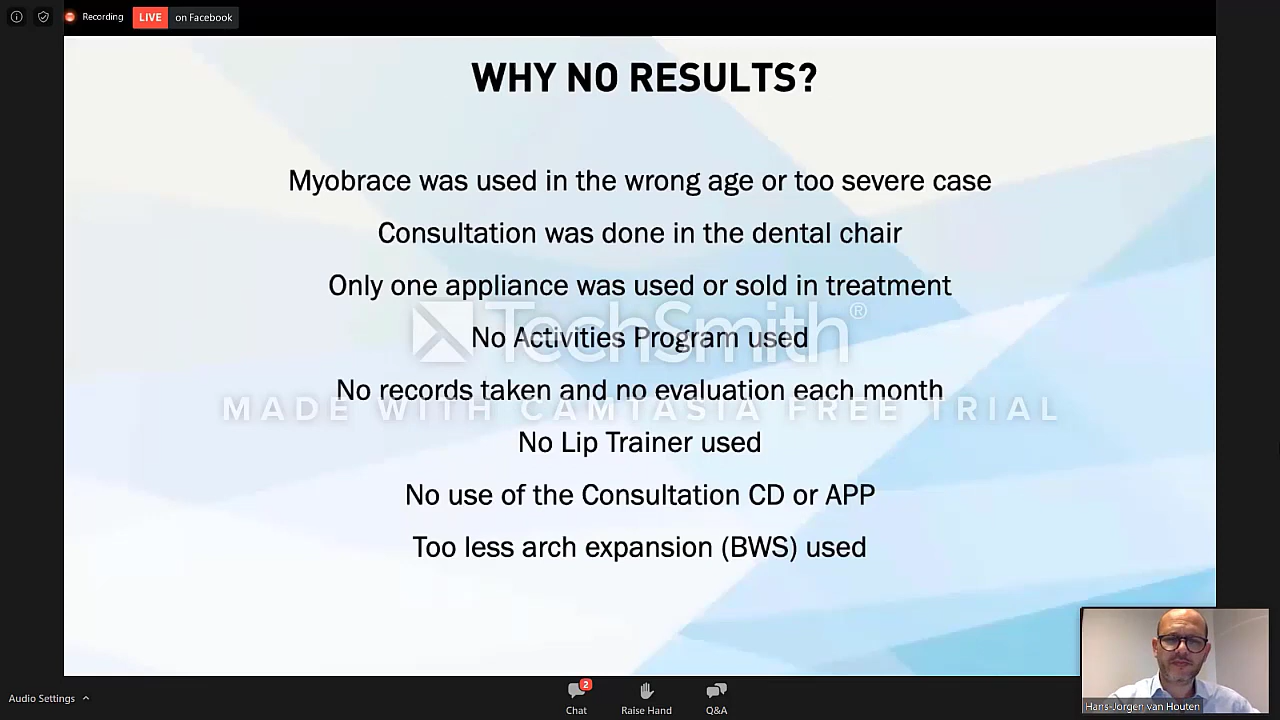 Recording
LIVE on Facebook
WHY NO RESULTS?
Myobrace was used in the wrong age or too severe case
Consultation was done in the dental chair
Only one appliance was used or sold in treatment
TechSmith®
No Activities Program used
No records taken and no evaluation each month
MADE WITH CAMTASIA FREE TRIAL
No Lip Trainer used
No use of the Consultation CD or APP
Too less arch expansion (BWS) used
Hans-Jorgen van Houten
Audio Settings
2
Chat
Raise Hand
Q&A